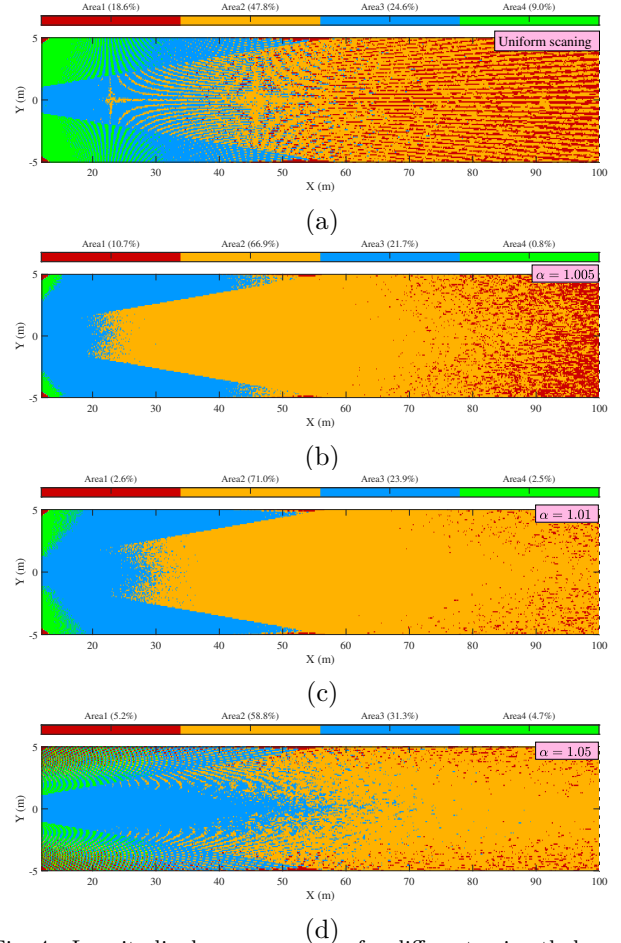 Area1 (18.6%) Area2 (47.8%) Area3 (24.6%) Area4 (9.0%)
Uniform scaning
5
0
-5
Y (m)
20 30 40 50 60 70 80 90 100
X (m)
(a)
Area1 (10.7%) Area2 (66.9%) Area3 (21.7%) Area4 (0.8%)
α = 1.005
5
0
-5
Y (m)
20 30 40 50 60 70 80 90 100
X (m)
(b)
Area1 (2.6%) Area2 (71.0%) Area3 (23.9%) Area4 (2.5%)
α = 1.01
5
0
-5
Y (m)
20 30 40 50 60 70 80 90 100
X (m)
(c)
Area1 (5.2%) Area2 (58.8%) Area3 (31.3%) Area4 (4.7%)
α = 1.05
5
0
-5
Y (m)
20 30 40 50 60 70 80 90 100
X (m)
(d)